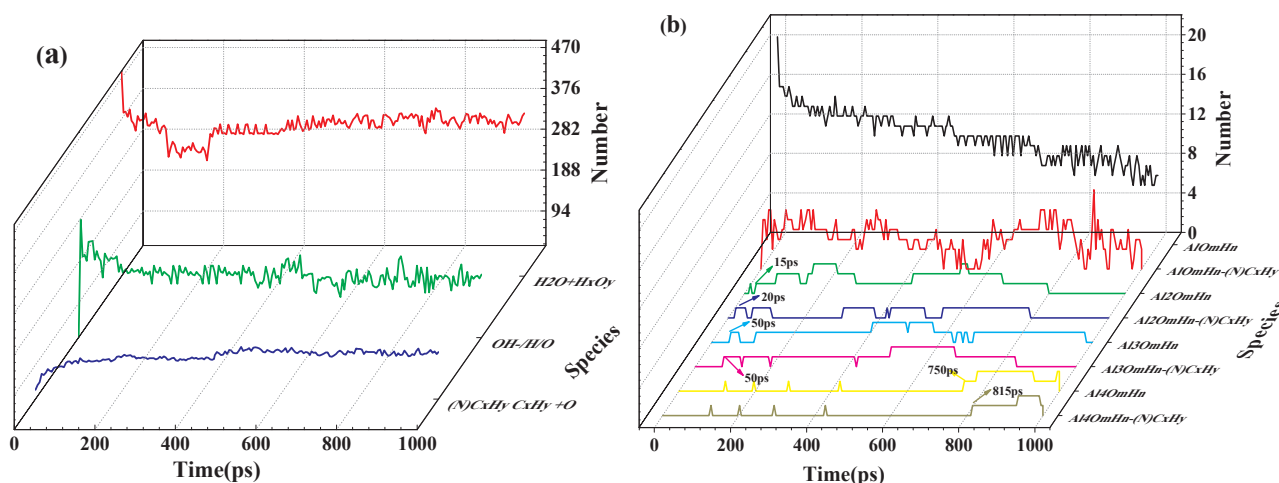 (a)
470
376
282
188
94
Number
H2O+HxOy
OH-/H/O
(N)CxHy CxHy +O
Species
0
200
400
600
800
1000
Time(ps)
(b)
20
16
12
8
4
0
Number
AlOmHn
AlOmHn-(N)CxHy
Al2OmHn
Al2OmHn-(N)CxHy
Al3OmHn
Al3OmHn-(N)CxHy
Al4OmHn
Al4OmHn-(N)CxHy
Species
15ps
20ps
50ps
50ps
750ps
815ps
0
200
400
600
800
1000
Time(ps)